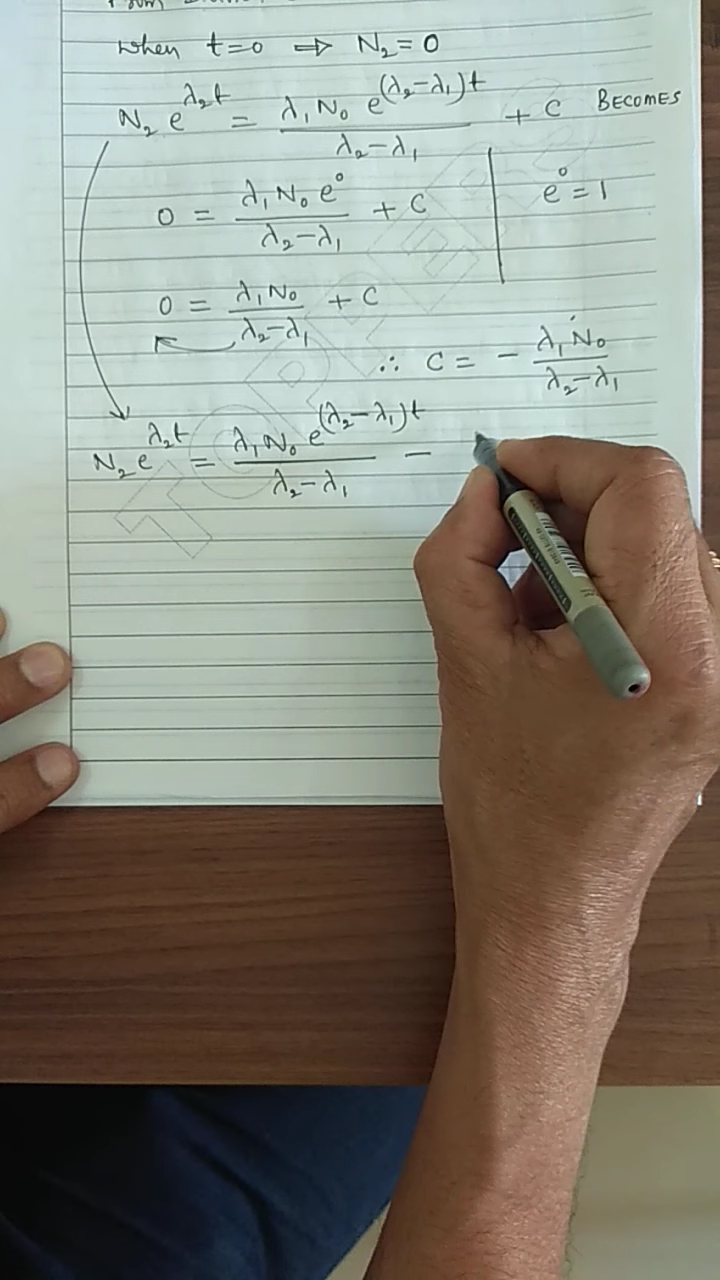 when t=0 ⇒ N₂=0
N₂ e^{λ₂t} = λ₁N₀ e^{(λ₂-λ₁)t} / (λ₂-λ₁) + C BECOMES
0 = λ₁N₀ e⁰ / (λ₂-λ₁) + C | e⁰=1
0 = λ₁N₀ / (λ₂-λ₁) + C
∴ C = - λ₁N₀ / (λ₂-λ₁)
N₂ e^{λ₂t} = λ₁N₀ e^{(λ₂-λ₁)t} / (λ₂-λ₁) -